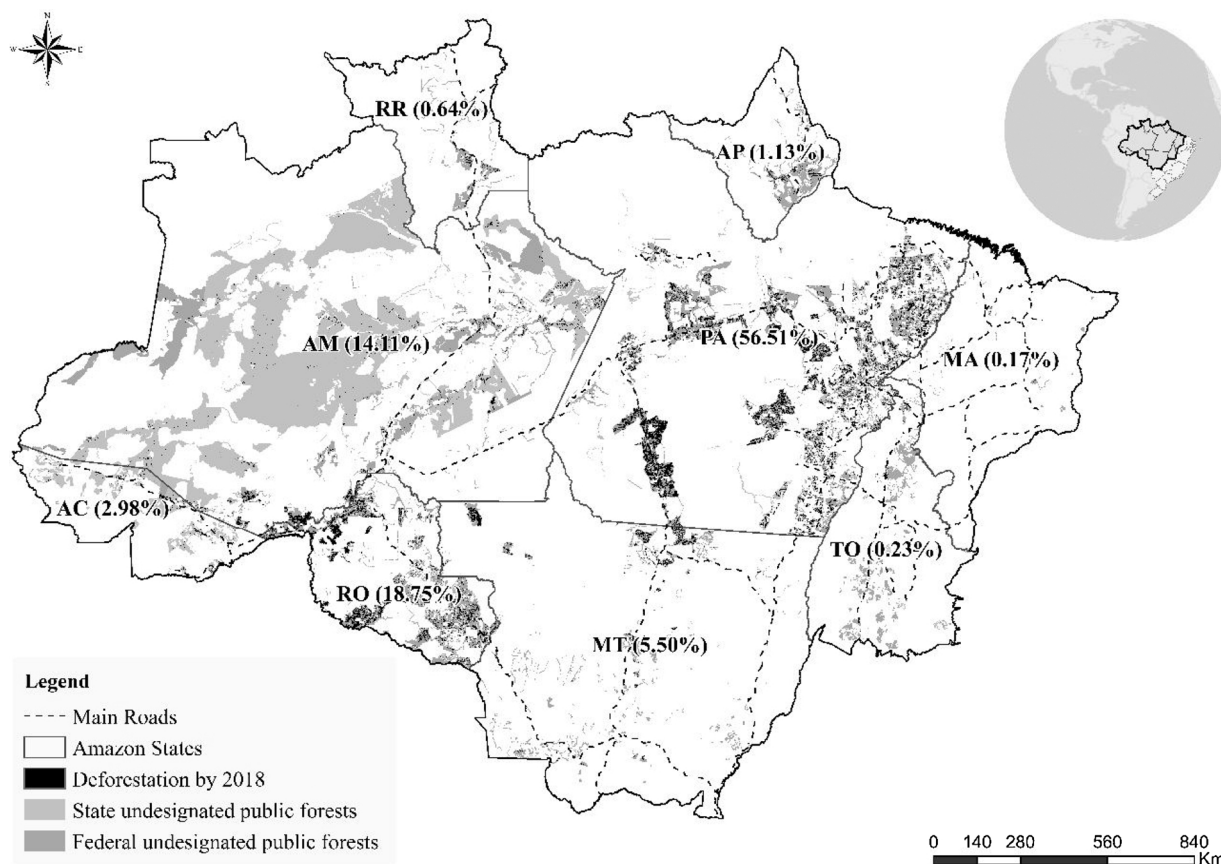 N
W
E
S
RR (0.64%)
AP (1.13%)
AM (14.11%)
PA (56.51%)
MA (0.17%)
AC (2.98%)
TO (0.23%)
RO (18.75%)
MT (5.50%)
Legend
Main Roads
Amazon States
Deforestation by 2018
State undesignated public forests
Federal undesignated public forests
0 140 280 560 840
Km